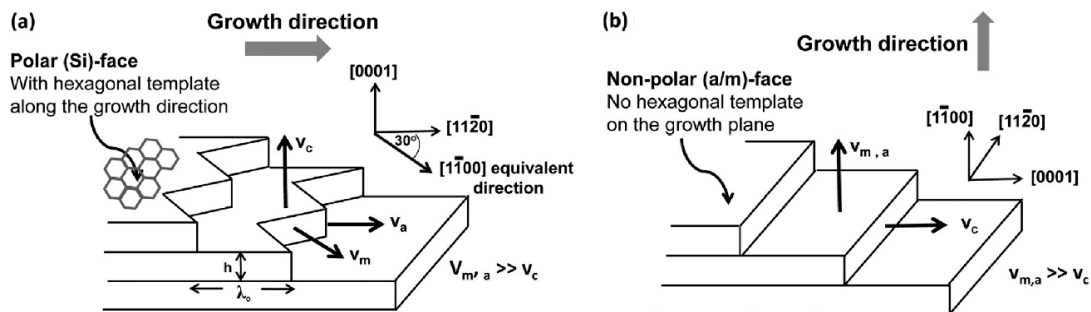 (a)
Growth direction
Polar (Si)-face
With hexagonal template
along the growth direction
[0001]
[112̄0]
30°
[11̄00] equivalent
direction
v_c
v_a
v_m
h
λ₀
V_m, a >> v_c
(b)
Growth direction
Non-polar (a/m)-face
No hexagonal template
on the growth plane
[11̄00]
[112̄0]
[0001]
v_m, a
v_c
v_m,a >> v_c